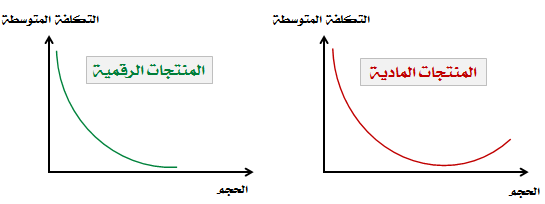 التكلفة المتوسطة
المنتجات المادية
الحجم
التكلفة المتوسطة
المنتجات الرقمية
الحجم